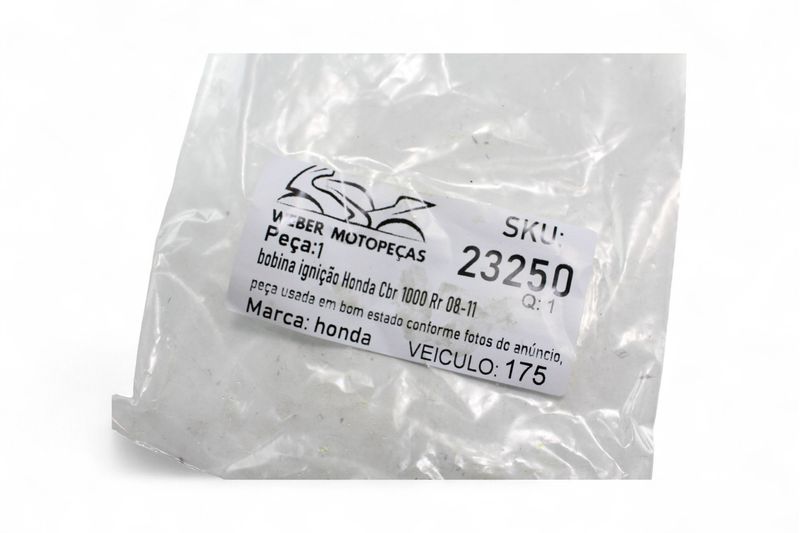 WEBER MOTOPEÇAS
SKU:
23250
Peça:1
Q: 1
bobina ignição Honda Cbr 1000 Rr 08-11
peça usada em bom estado conforme fotos do anúncio,
Marca: honda
VEICULO: 175